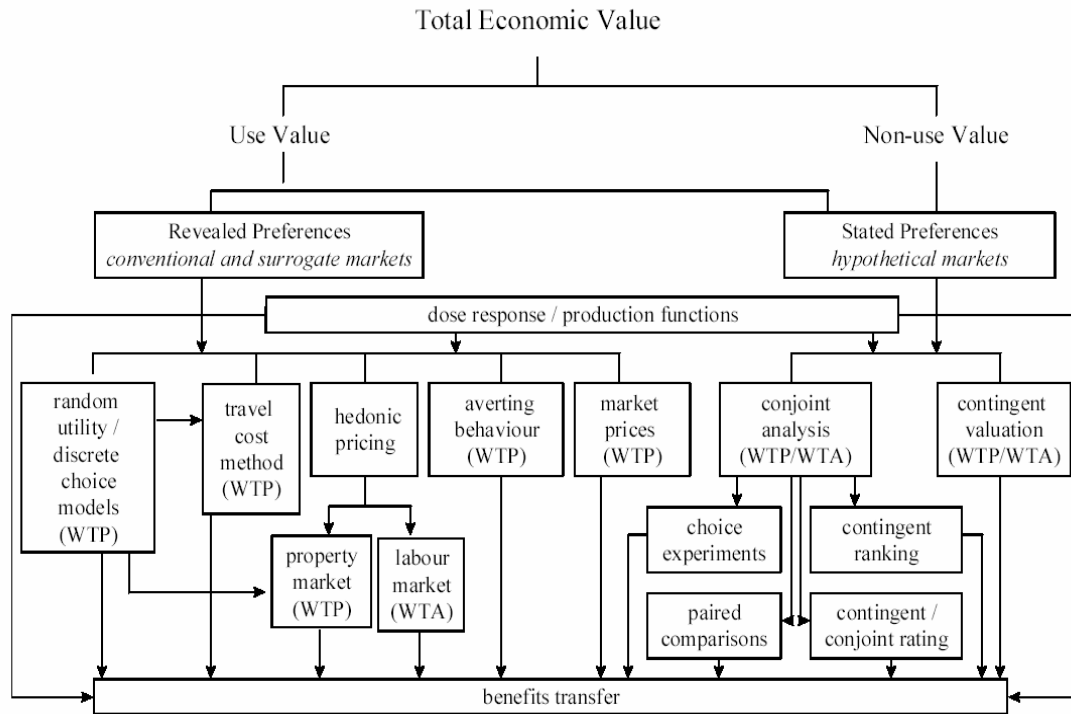 Total Economic Value
Use Value
Non-use Value
Revealed Preferences
conventional and surrogate markets
Stated Preferences
hypothetical markets
dose response / production functions
random
utility /
discrete
choice
models
(WTP)
travel
cost
method
(WTP)
hedonic
pricing
averting
behaviour
(WTP)
market
prices
(WTP)
conjoint
analysis
(WTP/WTA)
contingent
valuation
(WTP/WTA)
property
market
(WTP)
labour
market
(WTA)
choice
experiments
contingent
ranking
paired
comparisons
contingent /
conjoint rating
benefits transfer